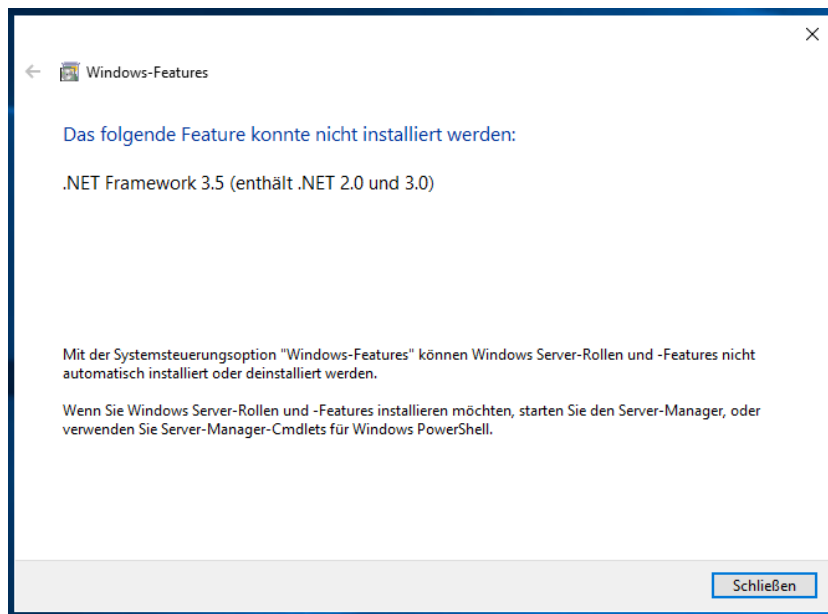 Windows-Features
Das folgende Feature konnte nicht installiert werden:
.NET Framework 3.5 (enthält .NET 2.0 und 3.0)
Mit der Systemsteuerungsoption "Windows-Features" können Windows Server-Rollen und -Features nicht
automatisch installiert oder deinstalliert werden.
Wenn Sie Windows Server-Rollen und -Features installieren möchten, starten Sie den Server-Manager, oder
verwenden Sie Server-Manager-Cmdlets für Windows PowerShell.
Schließen